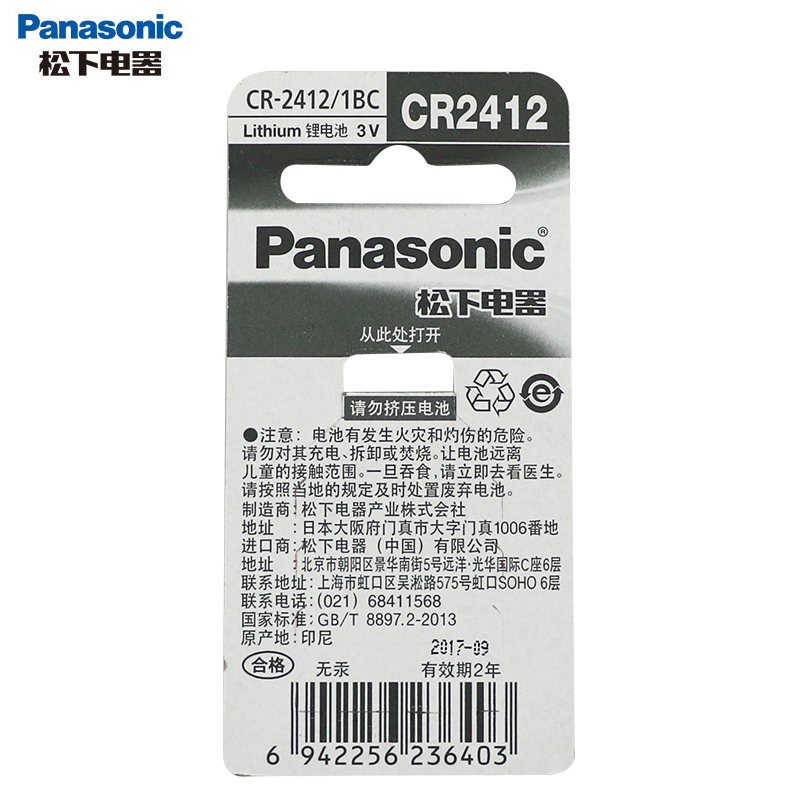 Panasonic
松下电器
CR-2412/1BC
Lithium 锂电池 3V
CR2412
Panasonic®
松下电器
从此处打开
请勿挤压电池
●注意：电池有发生火灾和灼伤的危险。
请勿对其充电、拆卸或焚烧。让电池远离
儿童的接触范围。一旦吞食,请立即去看医生。
请按照当地的规定及时处置废弃电池。
制造商：松下电器产业株式会社
地址：日本大阪府门真市大字门真1006番地
进口商：松下电器（中国）有限公司
地址：北京市朝阳区景华南街5号远洋·光华国际C座6层
联系地址：上海市虹口区吴淞路575号虹口SOHO 6层
联系电话：(021) 68411568
国家标准：GB/T 8897.2-2013
原产地：印尼
2017-09
合格 无汞 有效期2年
6 942256 236403